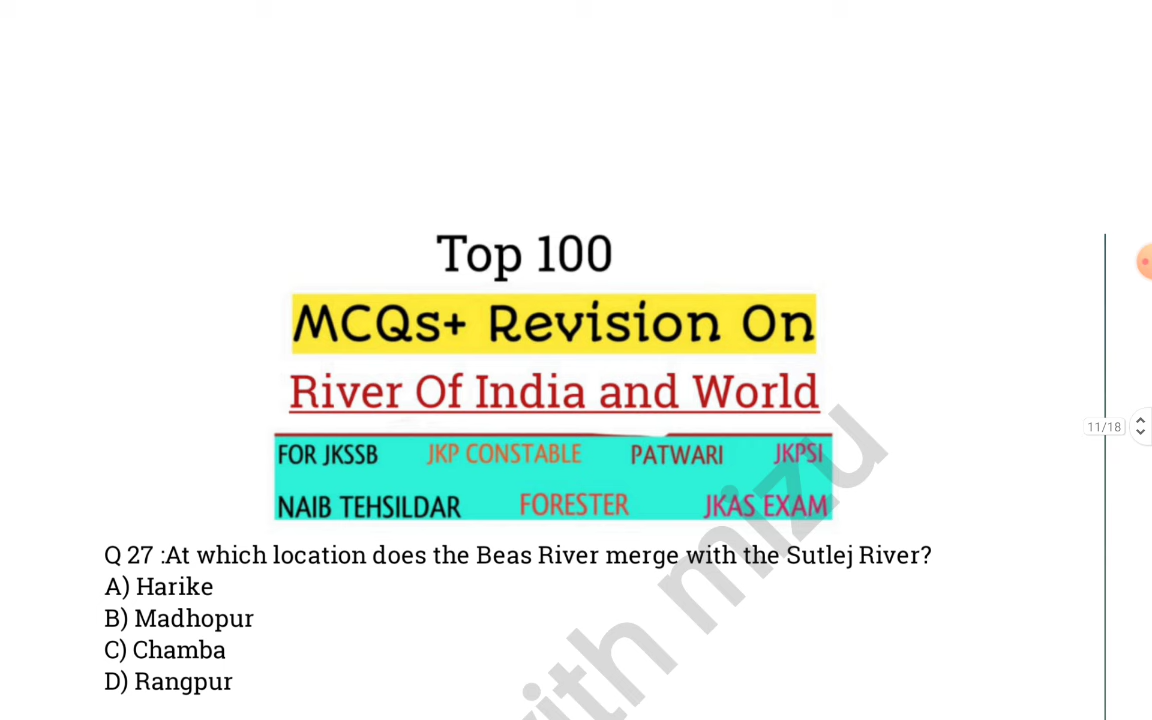 Top 100
MCQs+ Revision On
River Of India and World
FOR JKSSB JKP CONSTABLE PATWARI JKPSI
NAIB TEHSILDAR FORESTER JKAS EXAM
11/18
Q 27 :At which location does the Beas River merge with the Sutlej River?
A) Harike
B) Madhopur
C) Chamba
D) Rangpur
with mizu